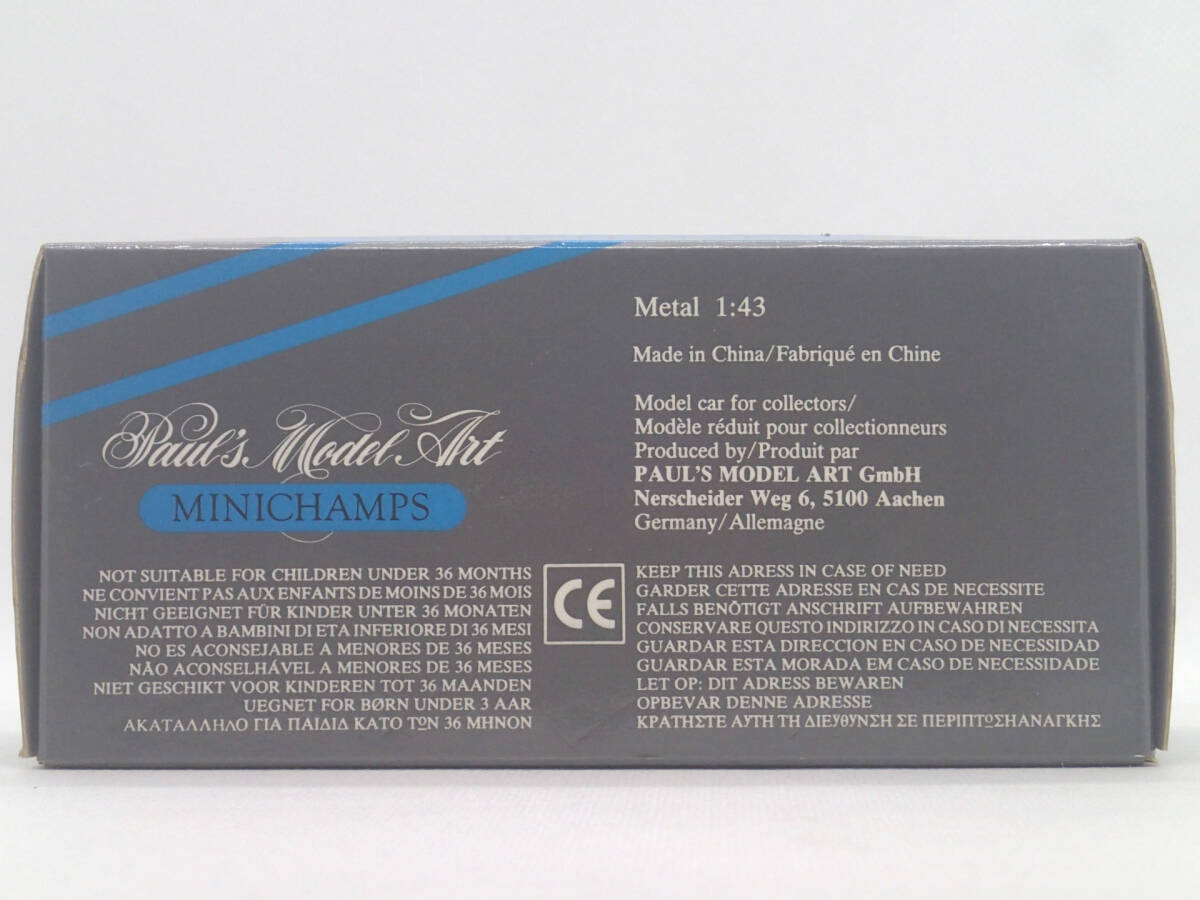 Paul's Model Art
MINICHAMPS
Metal 1:43
Made in China/Fabriqué en Chine
Model car for collectors/
Modèle réduit pour collectionneurs
Produced by/Produit par
PAUL'S MODEL ART GmbH
Nerscheider Weg 6, 5100 Aachen
Germany/Allemagne
NOT SUITABLE FOR CHILDREN UNDER 36 MONTHS
NE CONVIENT PAS AUX ENFANTS DE MOINS DE 36 MOIS
NICHT GEEIGNET FÜR KINDER UNTER 36 MONATEN
NON ADATTO A BAMBINI DI ETA INFERIORE DI 36 MESI
NO ES ACONSEJABLE A MENORES DE 36 MESES
NÃO ACONSELHÁVEL A MENORES DE 36 MESES
NIET GESCHIKT VOOR KINDEREN TOT 36 MAANDEN
UEGNET FOR BØRN UNDER 3 AAR
ΑΚΑΤΑΛΛΗΛΟ ΓΙΑ ΠΑΙΔΙΔ ΚΑΤΟ ΤΩΝ 36 ΜΗΝΟΝ
CE
KEEP THIS ADRESS IN CASE OF NEED
GARDER CETTE ADRESSE EN CAS DE NECESSITE
FALLS BENÖTIGT ANSCHRIFT AUFBEWAHREN
CONSERVARE QUESTO INDIRIZZO IN CASO DI NECESSITA
GUARDAR ESTA DIRECCION EN CASO DE NECESSIDAD
GUARDAR ESTA MORADA EM CASO DE NECESSIDADE
LET OP: DIT ADRESS BEWAREN
OPBEVAR DENNE ADRESSE
ΚΡΑΤΗΣΤΕ ΑΥΤΗ ΤΗ ΔΙΕΥΘΥΝΣΗ ΣΕ ΠΕΡΙΠΤΩΣΗΑΝΑΓΚΗΣ